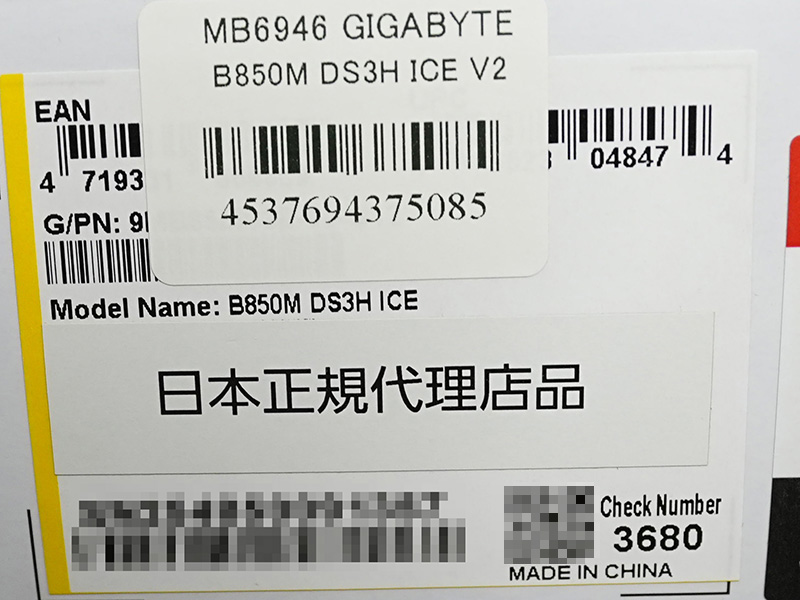 MB6946 GIGABYTE
B850M DS3H ICE V2
4537694375085
EAN
4 7193
04847 4
G/PN: 9
Model Name: B850M DS3H ICE
日本正規代理店品
Check Number
3680
MADE IN CHINA